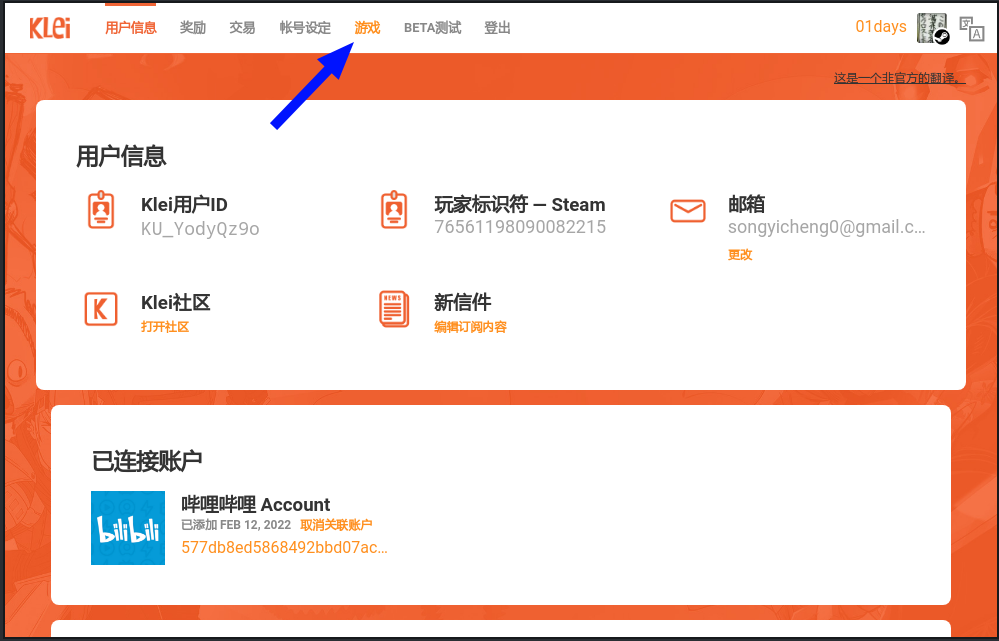 KLei 用户信息 奖励 交易 帐号设定 游戏 BETA测试 登出 01days
这是一个非官方的翻译。
用户信息
Klei用户ID
KU_YodyQz9o
玩家标识符 — Steam
76561198090082215
邮箱
songyicheng0@gmail.c...
更改
Klei社区
打开社区
NEWS
新信件
编辑订阅内容
已连接账户
bilibili
哔哩哔哩 Account
已添加 FEB 12, 2022 取消关联账户
577db8ed5868492bbd07ac...